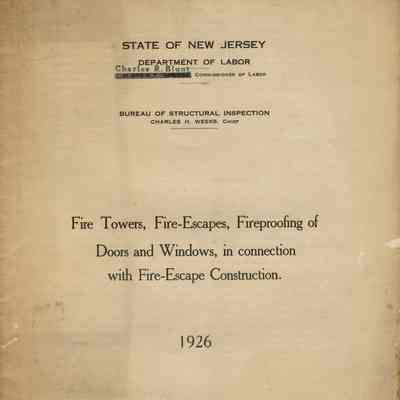 STATE OF NEW JERSEY
DEPARTMENT OF LABOR
Charles R. Blunt
COMMISSIONER OF LABOR
BUREAU OF STRUCTURAL INSPECTION
CHARLES H. WEEKS, CHIEF
Fire Towers, Fire-Escapes, Fireproofing of
Doors and Windows, in connection
with Fire-Escape Construction.
1926